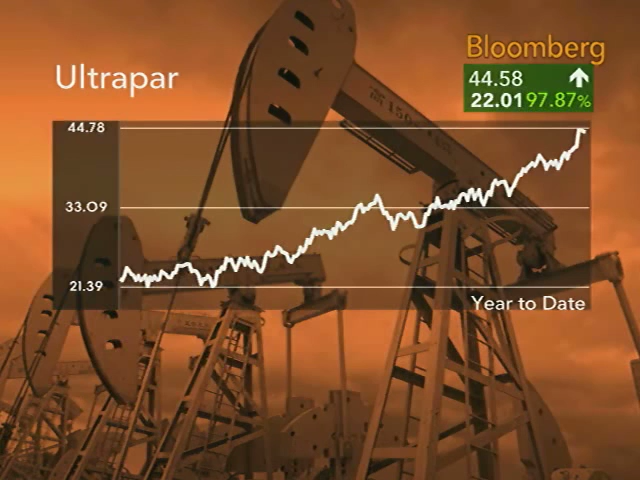 Bloomberg
Ultrapar
44.58
22.01 97.87%
44.78
33.09
21.39
Year to Date